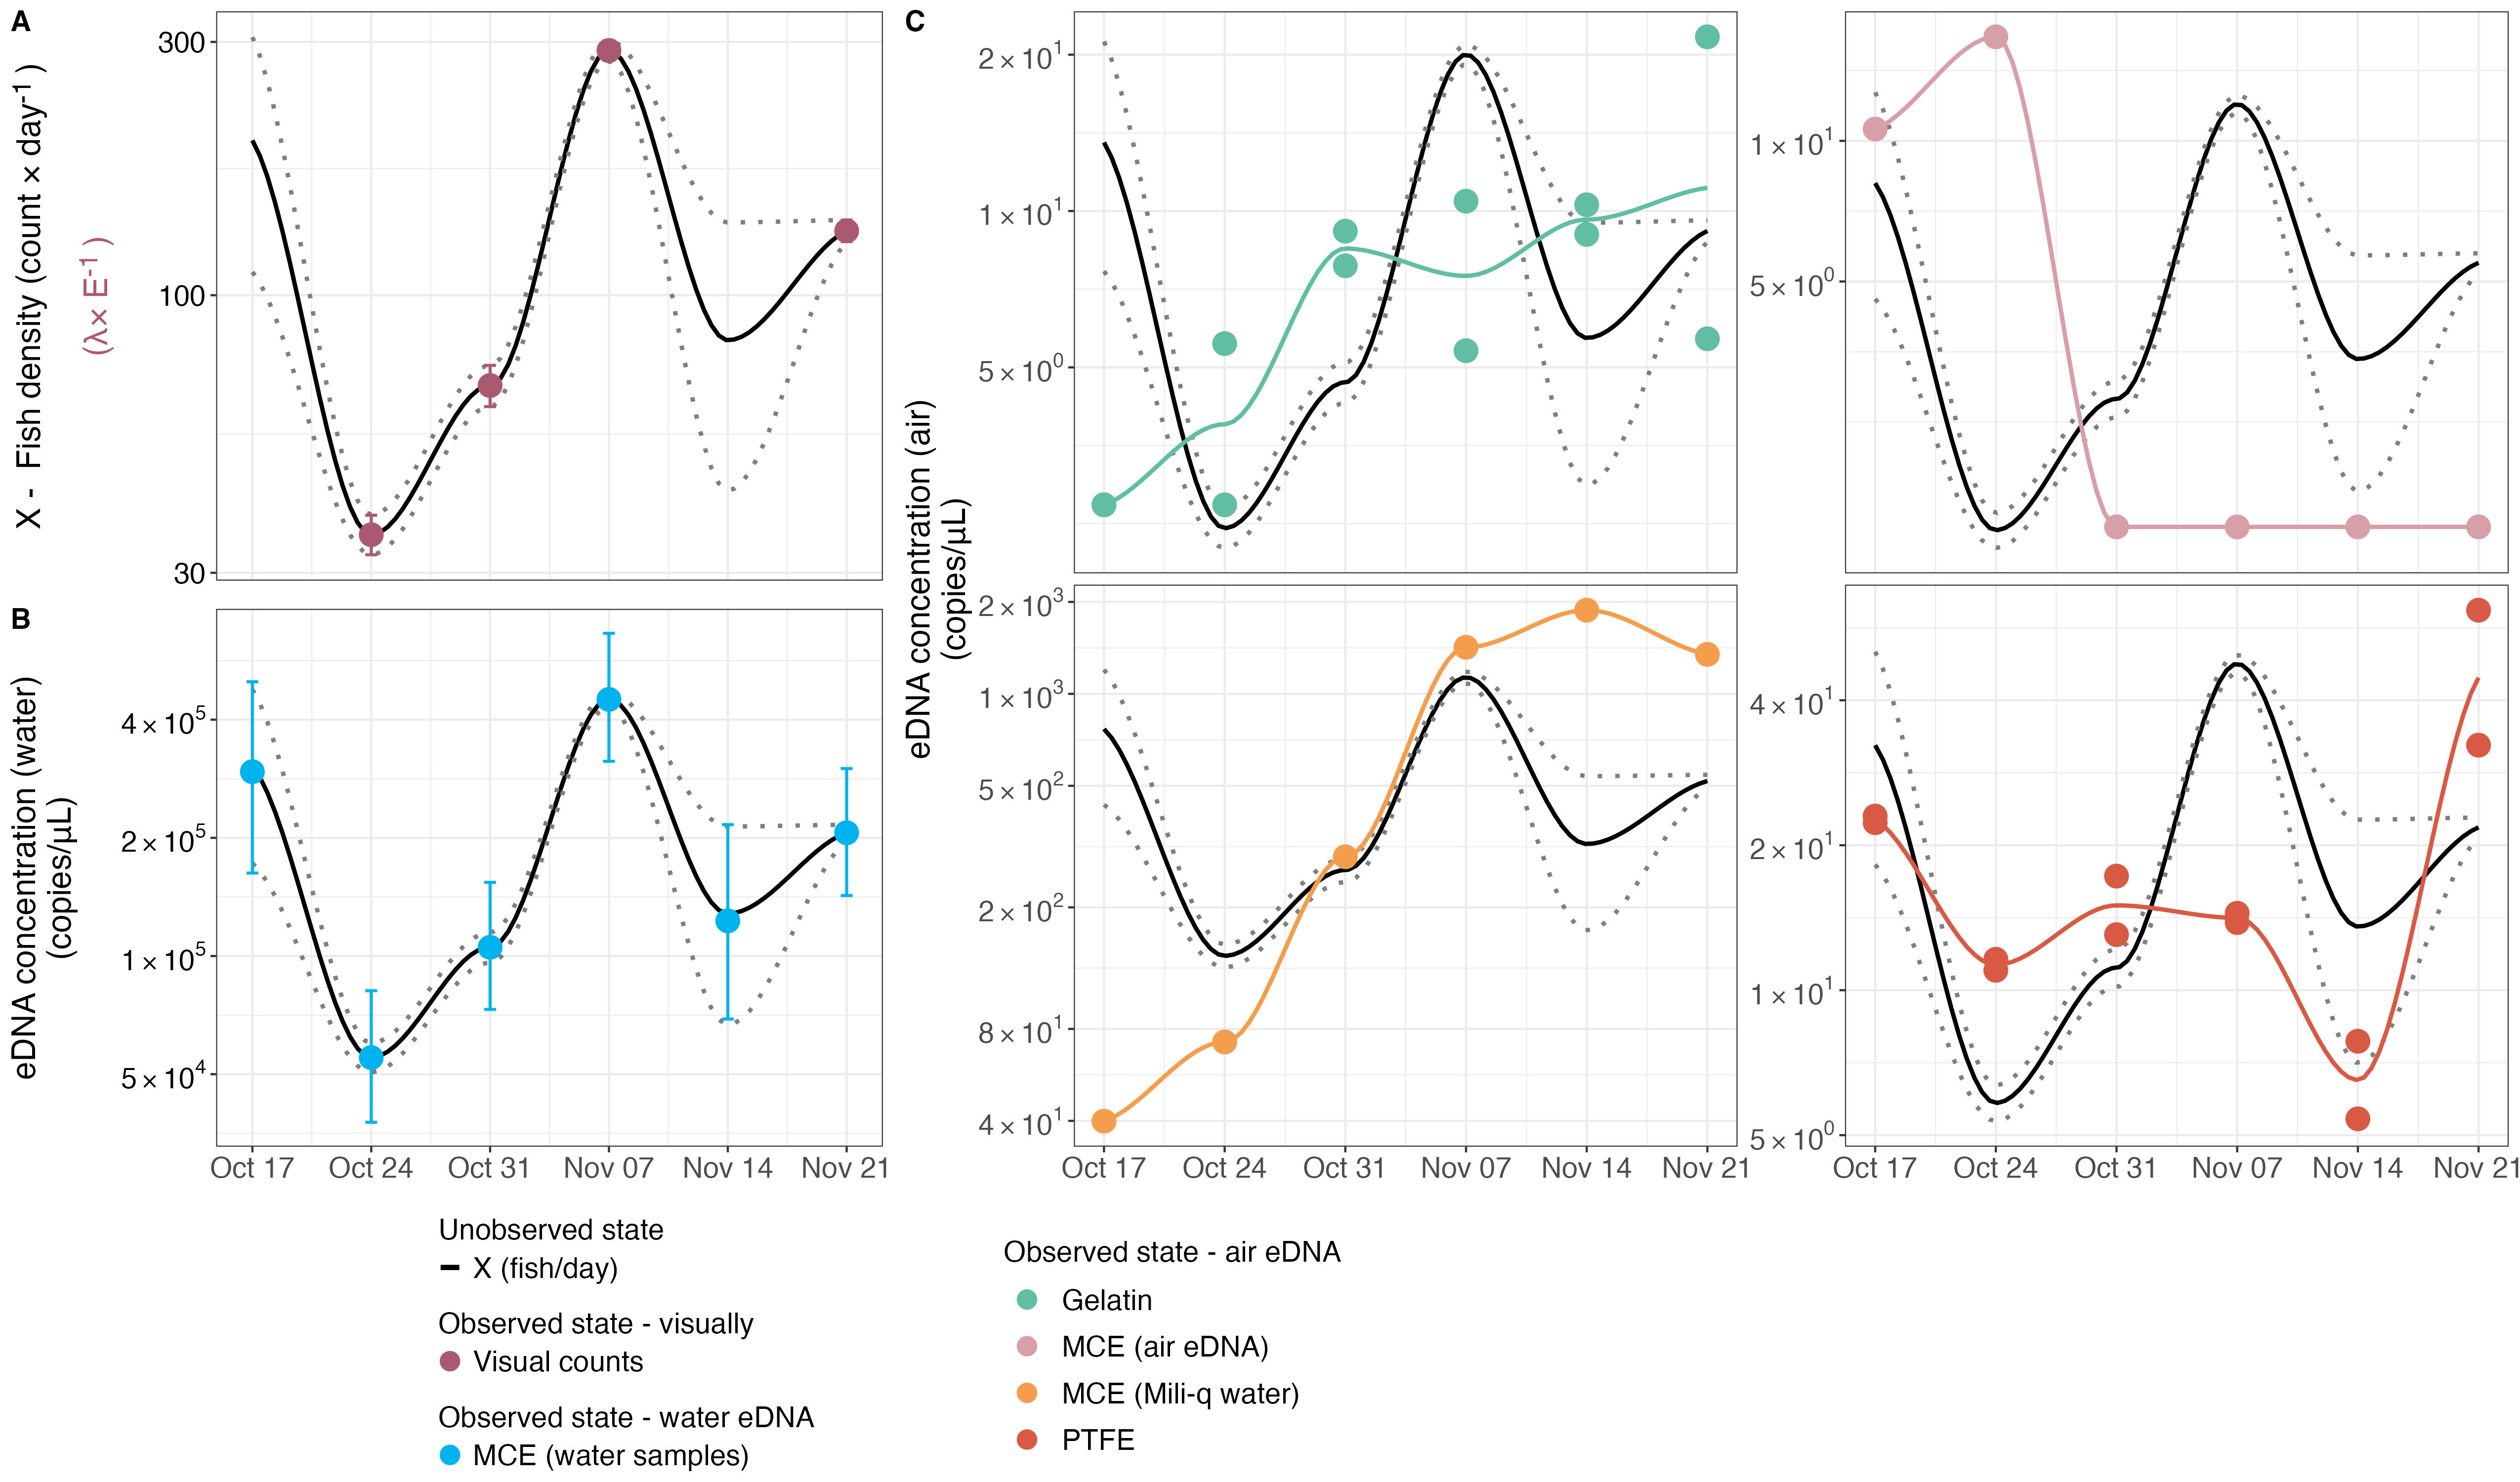 A
X - Fish density (count × day⁻¹ )
(λ× E⁻¹ )
300
100
30
B
eDNA concentration (water)
(copies/µL)
4 × 10⁵
2 × 10⁵
1 × 10⁵
5 × 10⁴
Oct 17 Oct 24 Oct 31 Nov 07 Nov 14 Nov 21
C
eDNA concentration (air)
(copies/µL)
2 × 10¹
1 × 10¹
5 × 10⁰
1 × 10¹
5 × 10⁰
2 × 10³
1 × 10³
5 × 10²
2 × 10²
8 × 10¹
4 × 10¹
Oct 17 Oct 24 Oct 31 Nov 07 Nov 14 Nov 21
4 × 10¹
2 × 10¹
1 × 10¹
5 × 10⁰
Oct 17 Oct 24 Oct 31 Nov 07 Nov 14 Nov 21
Unobserved state
X (fish/day)
Observed state - visually
Visual counts
Observed state - water eDNA
MCE (water samples)
Observed state - air eDNA
Gelatin
MCE (air eDNA)
MCE (Mili-q water)
PTFE